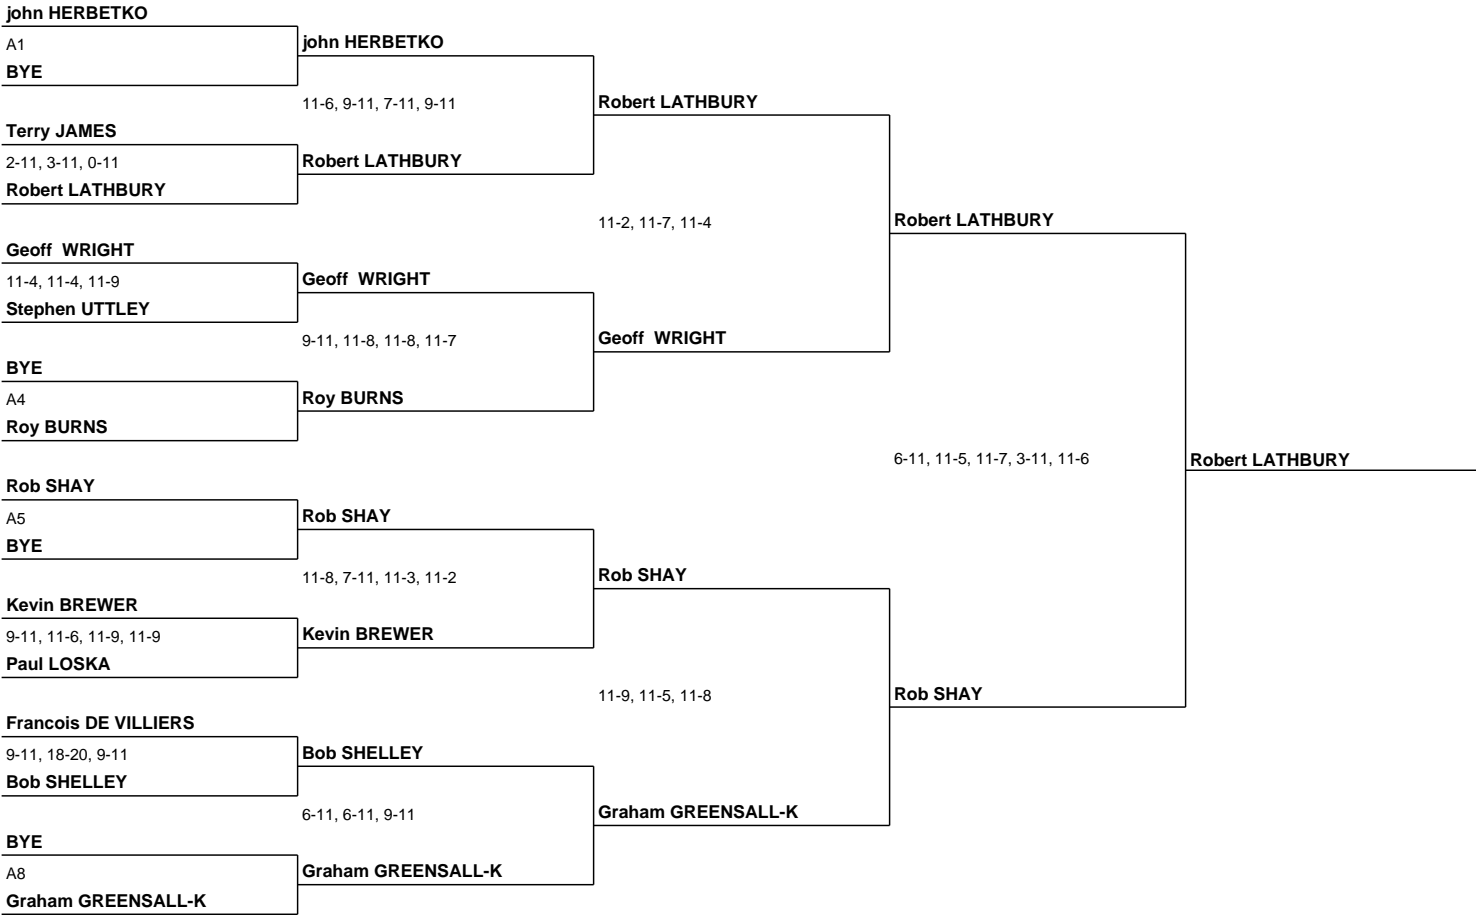 john HERBETKO
A1
BYE
Terry JAMES
2-11, 3-11, 0-11
Robert LATHBURY
Geoff  WRIGHT
11-4, 11-4, 11-9
Stephen UTTLEY
BYE
A4
Roy BURNS
Rob SHAY
A5
BYE
Kevin BREWER
9-11, 11-6, 11-9, 11-9
Paul LOSKA
Francois DE VILLIERS
9-11, 18-20, 9-11
Bob SHELLEY
BYE
A8
Graham GREENSALL-K
john HERBETKO
11-6, 9-11, 7-11, 9-11
Robert LATHBURY
Geoff  WRIGHT
9-11, 11-8, 11-8, 11-7
Roy BURNS
Rob SHAY
11-8, 7-11, 11-3, 11-2
Kevin BREWER
Bob SHELLEY
6-11, 6-11, 9-11
Graham GREENSALL-K
Robert LATHBURY
11-2, 11-7, 11-4
Geoff  WRIGHT
Rob SHAY
11-9, 11-5, 11-8
Graham GREENSALL-K
Robert LATHBURY
6-11, 11-5, 11-7, 3-11, 11-6
Rob SHAY
Robert LATHBURY